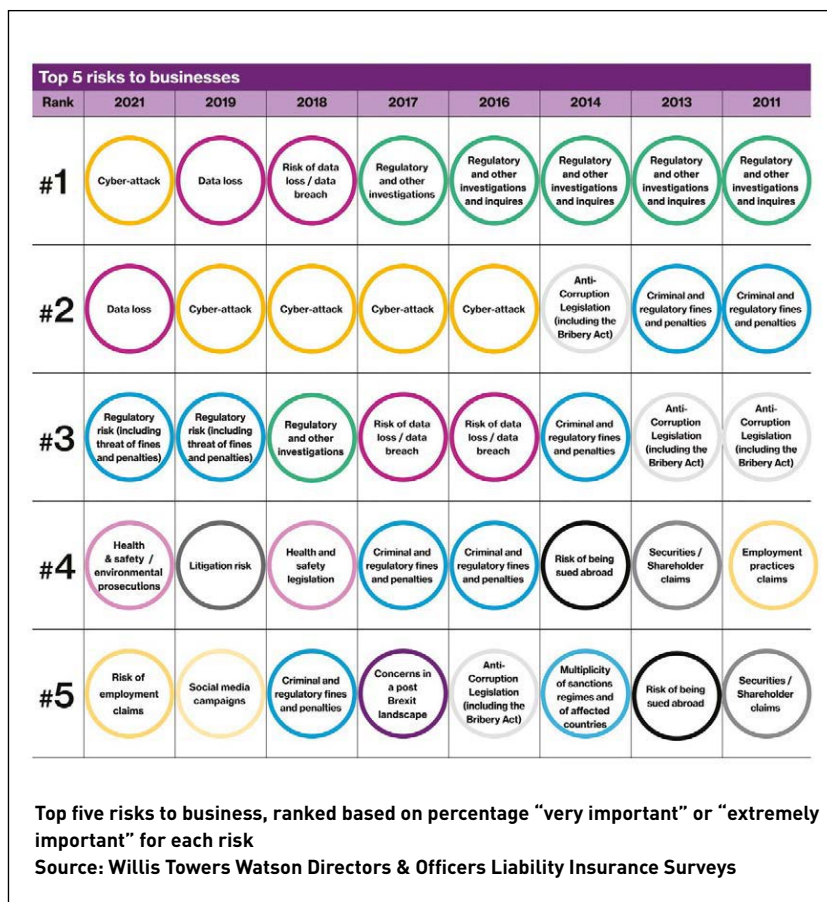 Top 5 risks to businesses
Rank 2021 2019 2018 2017 2016 2014 2013 2011
#1
Cyber-attack
Data loss
Risk of data
loss / data
breach
Regulatory
and other
investigations
Regulatory
and other
investigations
and inquires
Regulatory
and other
investigations
and inquires
Regulatory
and other
investigations
and inquires
Regulatory
and other
investigations
and inquires
#2
Data loss
Cyber-attack
Cyber-attack
Cyber-attack
Cyber-attack
Anti-
Corruption
Legislation
(including the
Bribery Act)
Criminal and
regulatory fines
and penalties
Criminal and
regulatory fines
and penalties
#3
Regulatory
risk (including
threat of fines
and penalties)
Regulatory
risk (including
threat of fines
and penalties)
Regulatory
and other
investigations
Risk of data
loss / data
breach
Risk of data
loss / data
breach
Criminal and
regulatory fines
and penalties
Anti-
Corruption
Legislation
(including the
Bribery Act)
Anti-
Corruption
Legislation
(including the
Bribery Act)
#4
Health
& safety /
environmental
prosecutions
Litigation risk
Health and
safety
legislation
Criminal and
regulatory fines
and penalties
Criminal and
regulatory fines
and penalties
Risk of being
sued abroad
Securities /
Shareholder
claims
Employment
practices
claims
#5
Risk of
employment
claims
Social media
campaigns
Criminal and
regulatory fines
and penalties
Concerns in
a post
Brexit
landscape
Anti-
Corruption
Legislation
(including the
Bribery Act)
Multiplicity
of sanctions
regimes and
of affected
countries
Risk of being
sued abroad
Securities /
Shareholder
claims
Top five risks to business, ranked based on percentage “very important” or “extremely
important” for each risk
Source: Willis Towers Watson Directors & Officers Liability Insurance Surveys